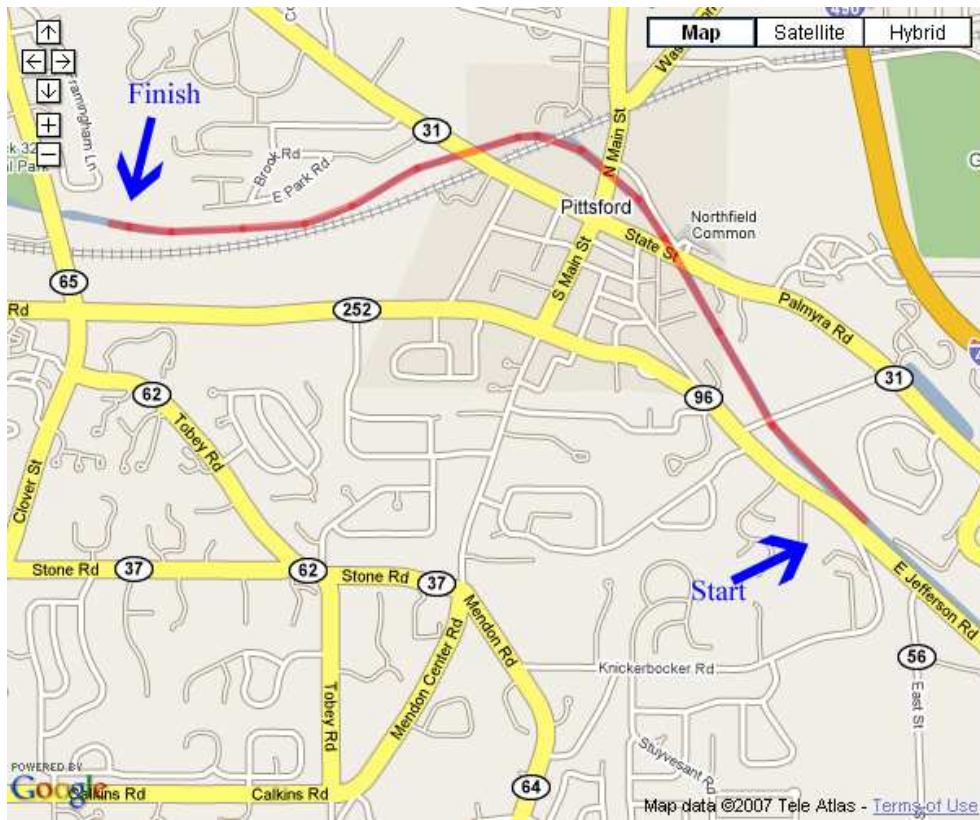 490
Map
Satellite
Hybrid
Finish
Framingham Ln
31
Was
N Main St
Brook Rd
E Park Rd
Pittsford
Northfield
Common
State St
S Main St
65
Rd
252
Palmyra Rd
31
96
62
Tobey Rd
Clover St
Stone Rd
37
62
Stone Rd
37
Start
E Jefferson Rd
Mendon Rd
Mendon Center Rd
Knickerbocker Rd
56
East St
Tobey Rd
Stuyvesant R
POWERED BY
Google
Calkins Rd
Calkins Rd
64
Map data ©2007 Tele Atlas - Terms of Use